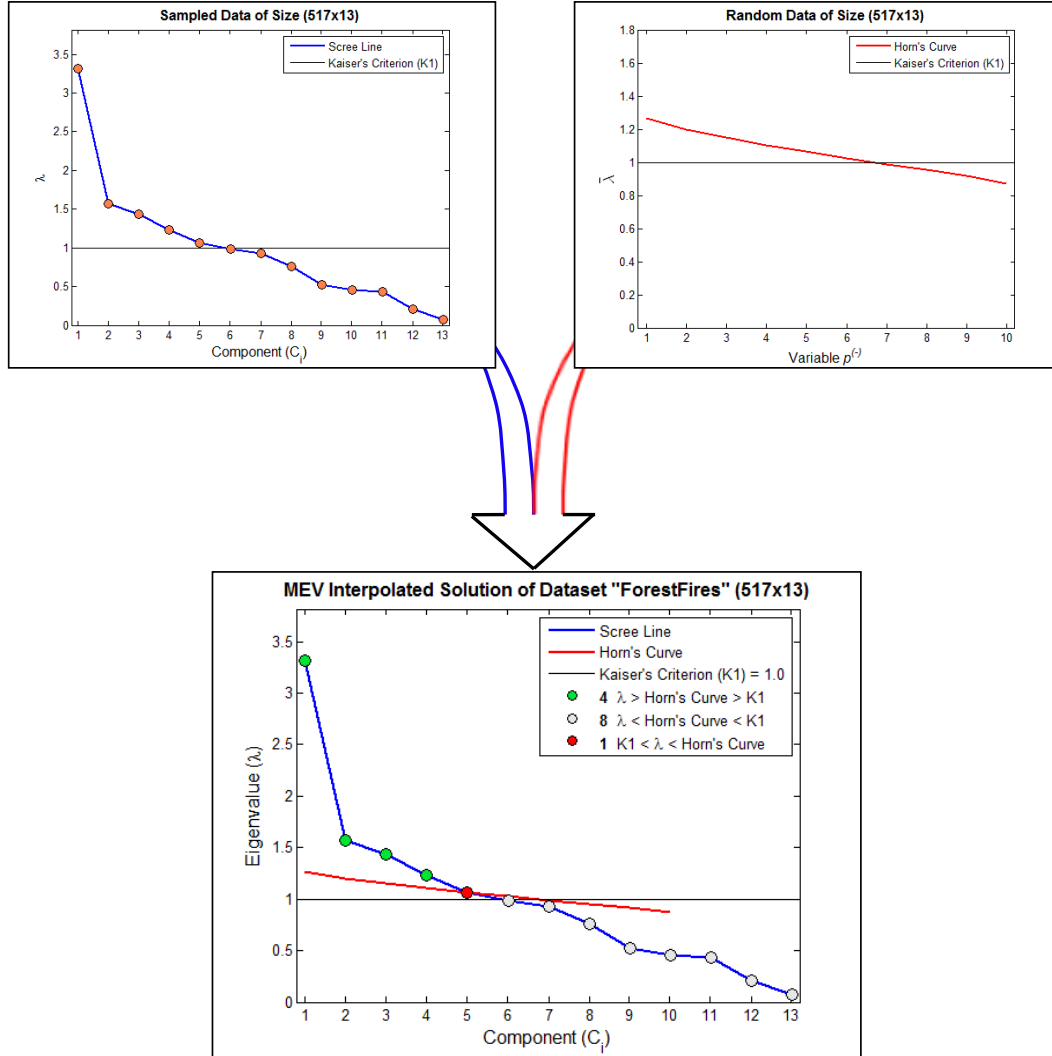 Sampled Data of Size (517x13)
Scree Line
Kaiser's Criterion (K1)
3.5
3
2.5
2
1.5
1
0.5
0
λ
1 2 3 4 5 6 7 8 9 10 11 12 13
Component (Ci)
Random Data of Size (517x13)
Horn's Curve
Kaiser's Criterion (K1)
1.8
1.6
1.4
1.2
1
0.8
0.6
0.4
0.2
0
λ̄
1 2 3 4 5 6 7 8 9 10
Variable p(-)
MEV Interpolated Solution of Dataset "ForestFires" (517x13)
Scree Line
Horn's Curve
Kaiser's Criterion (K1) = 1.0
4 λ > Horn's Curve > K1
8 λ < Horn's Curve < K1
1 K1 < λ < Horn's Curve
3.5
3
2.5
2
1.5
1
0.5
0
Eigenvalue (λ)
1 2 3 4 5 6 7 8 9 10 11 12 13
Component (Ci)